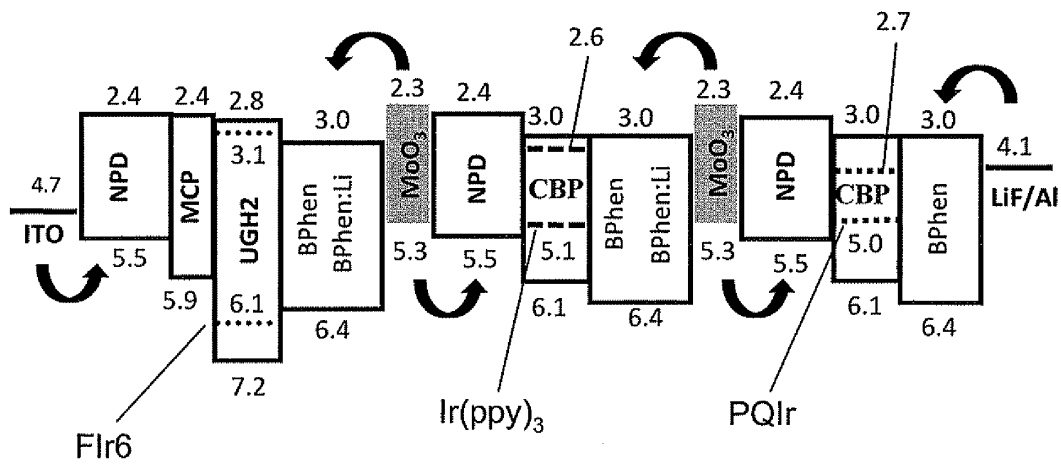 2.6
2.7
2.4 2.4 2.8 3.0 2.3 2.4 3.0 3.0 2.3 2.4 3.0 3.0
4.7
ITO
NPD
5.5
MCP
5.9
3.1
UGH2
6.1
7.2
BPhen
BPhen:Li
6.4
MoO₃
5.3
NPD
5.5
CBP
5.1
6.1
BPhen
BPhen:Li
6.4
MoO₃
5.3
NPD
5.5
CBP
5.0
6.1
BPhen
6.4
4.1
LiF/Al
FIr6
Ir(ppy)₃
PQIr